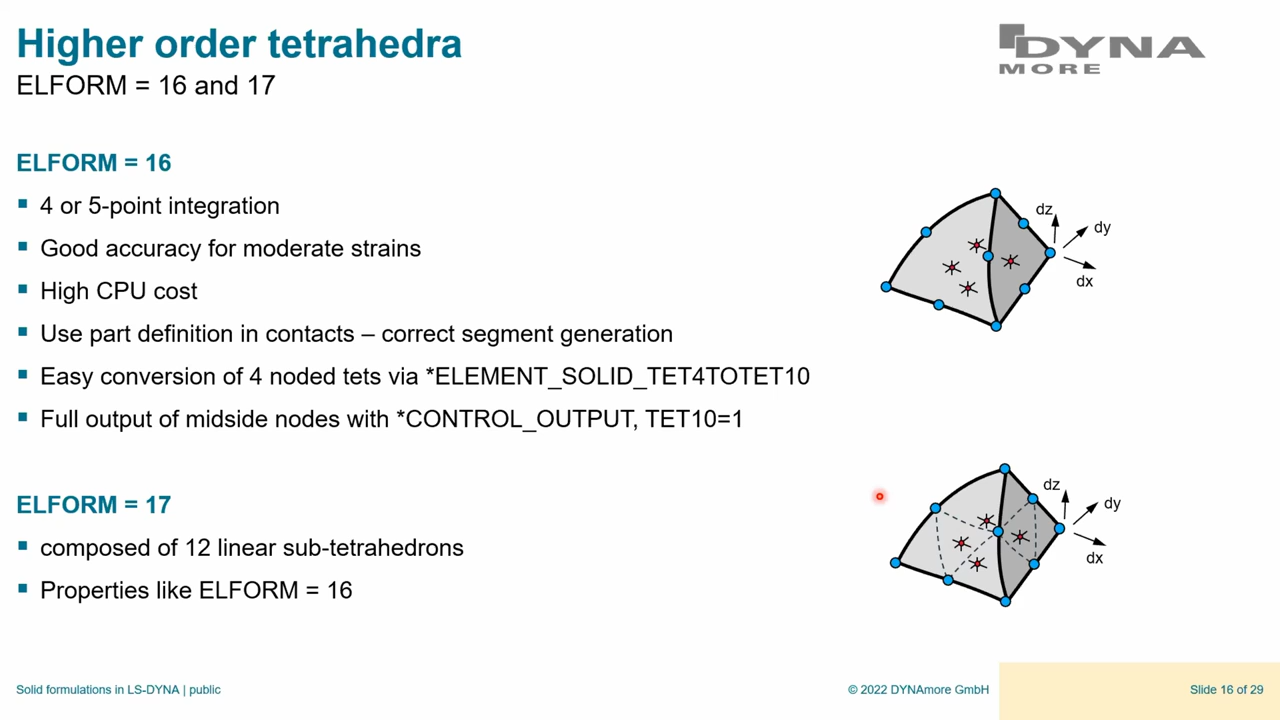 Higher order tetrahedra
ELFORM = 16 and 17
DYNA
MORE
ELFORM = 16
▪ 4 or 5-point integration
▪ Good accuracy for moderate strains
▪ High CPU cost
▪ Use part definition in contacts – correct segment generation
▪ Easy conversion of 4 noded tets via *ELEMENT_SOLID_TET4TOTET10
▪ Full output of midside nodes with *CONTROL_OUTPUT, TET10=1
dz
dy
dx
ELFORM = 17
▪ composed of 12 linear sub-tetrahedrons
▪ Properties like ELFORM = 16
dz
dy
dx
Solid formulations in LS-DYNA | public
© 2022 DYNAmore GmbH
Slide 16 of 29